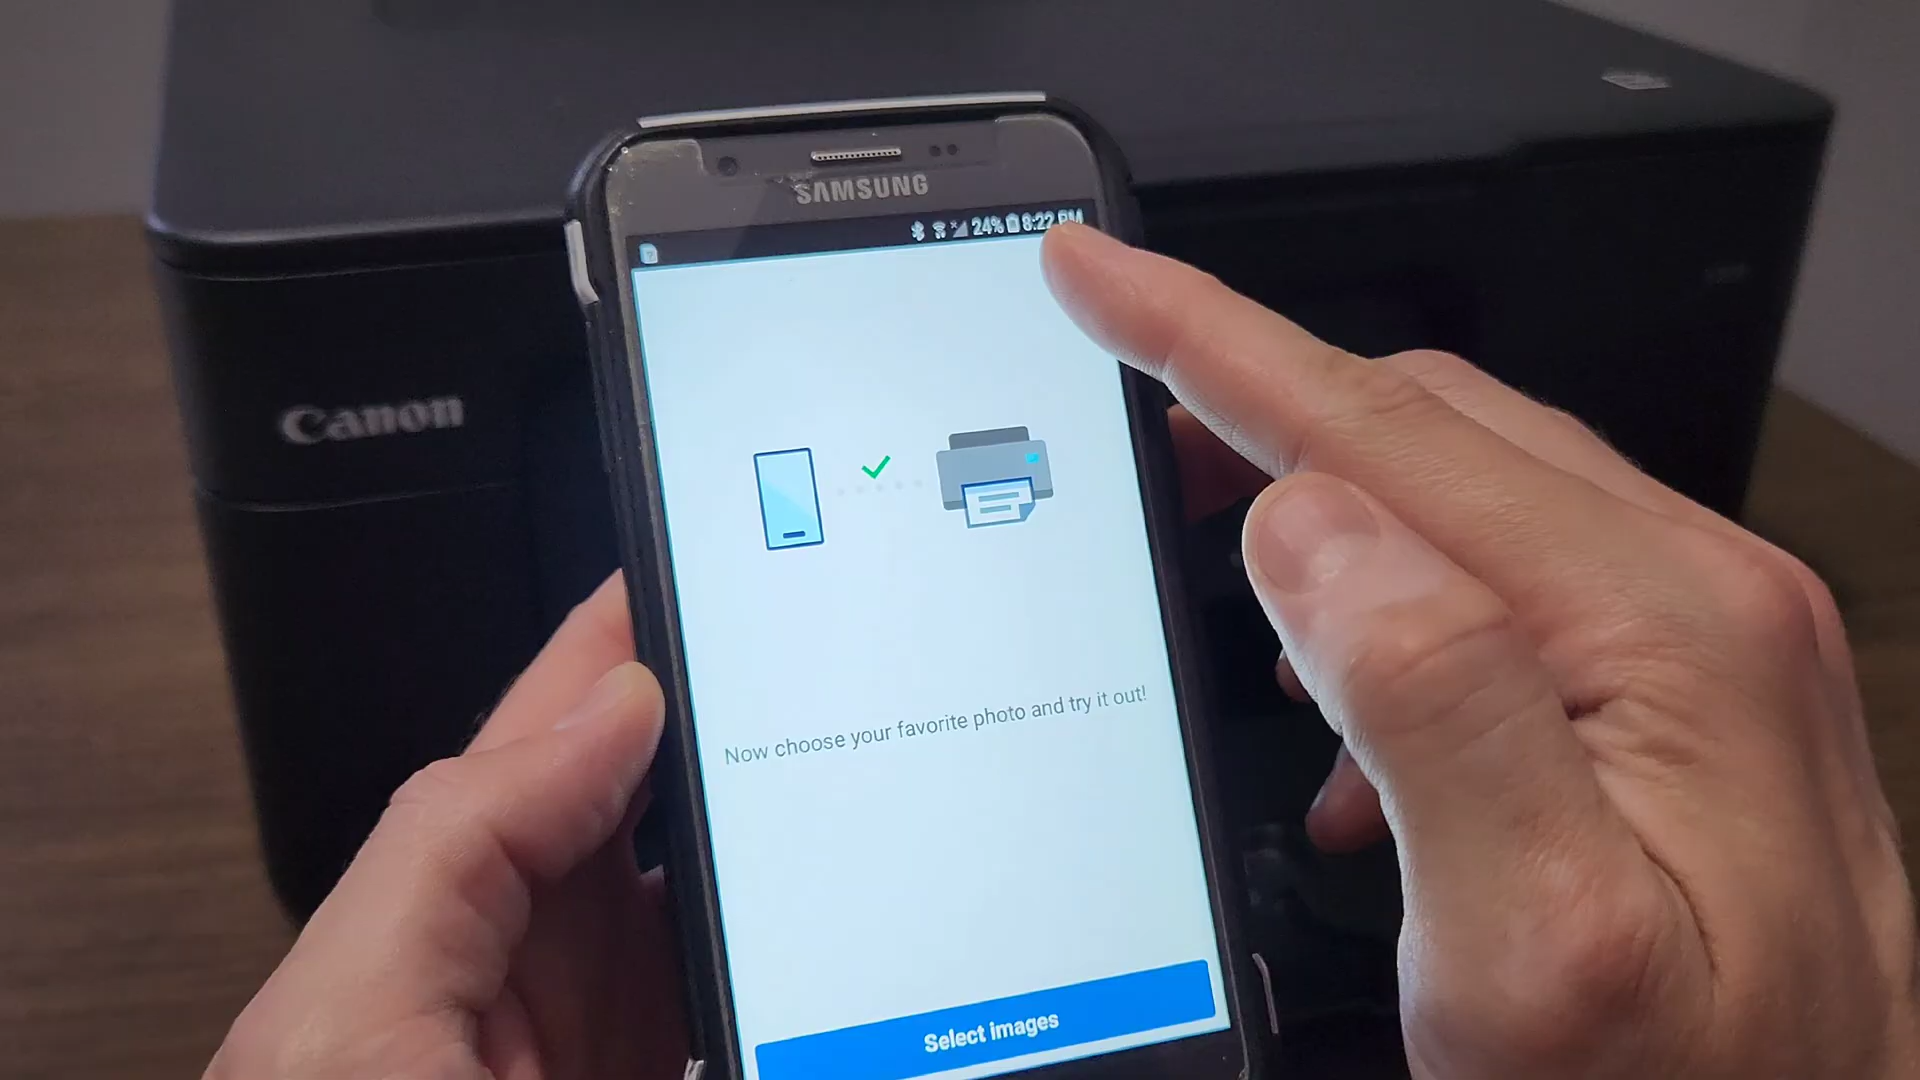 SAMSUNG
24% 8:22 PM
Canon
Now choose your favorite photo and try it out!
Select images